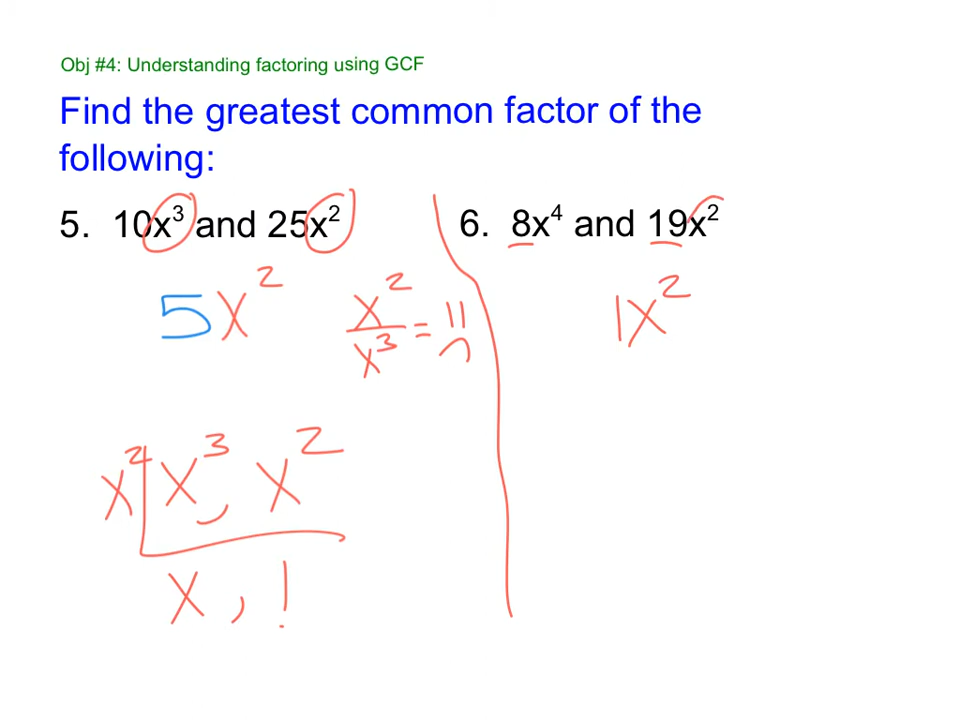 Obj #4: Understanding factoring using GCF
Find the greatest common factor of the
following:
5. 10x³ and 25x²
5x²
x²/x³ =
x² x³, x²
x, 1
6. 8x⁴ and 19x²
1x²